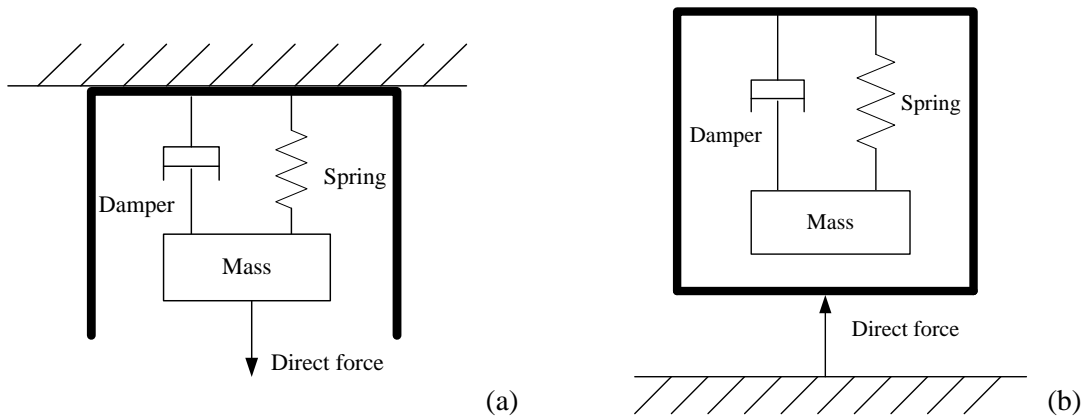 Damper
Spring
Mass
Direct force
(a)
Damper
Spring
Mass
Direct force
(b)